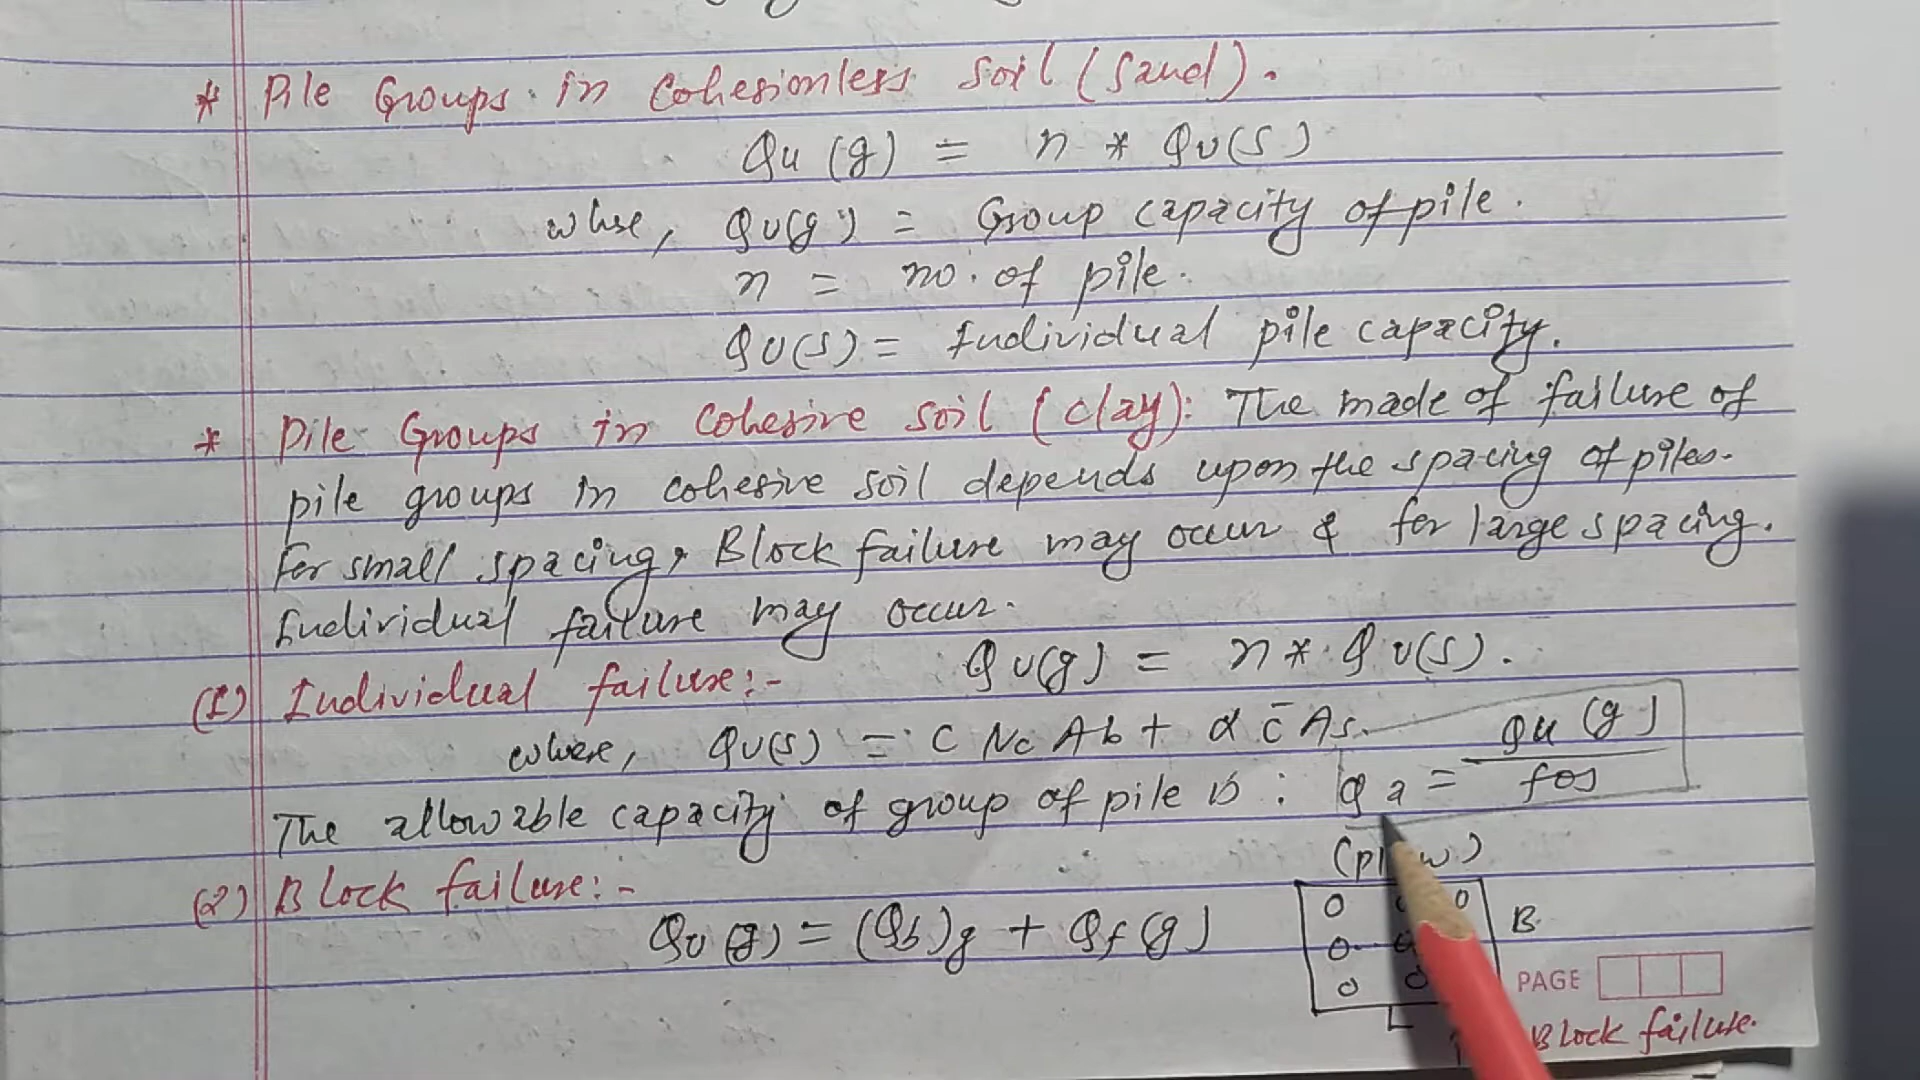 * Pile Groups in Cohesionless Soil (Sand).
Qu (g) = n * Qu(s)
whse, Qu(g) = Group capacity of pile.
n = no. of pile.
Qu(s) = Individual pile capacity.
* Pile Groups in Cohesive Soil (Clay): The made of failure of
pile groups in cohesive soil depends upon the spacing of piles.
For small spacing, Block failure may occur & for large spacing.
Individual failure may occur.
(1) Individual failure:- Qu(g) = n * Qu(s).
where, Qu(s) = C Nc Ab + α c̄ As.
The allowable capacity of group of pile is : Qa = Qu (g) / fos
(2) Block failure:-
Qu (g) = (Qb)g + Qf (g)
B
L
PAGE
Block failure.